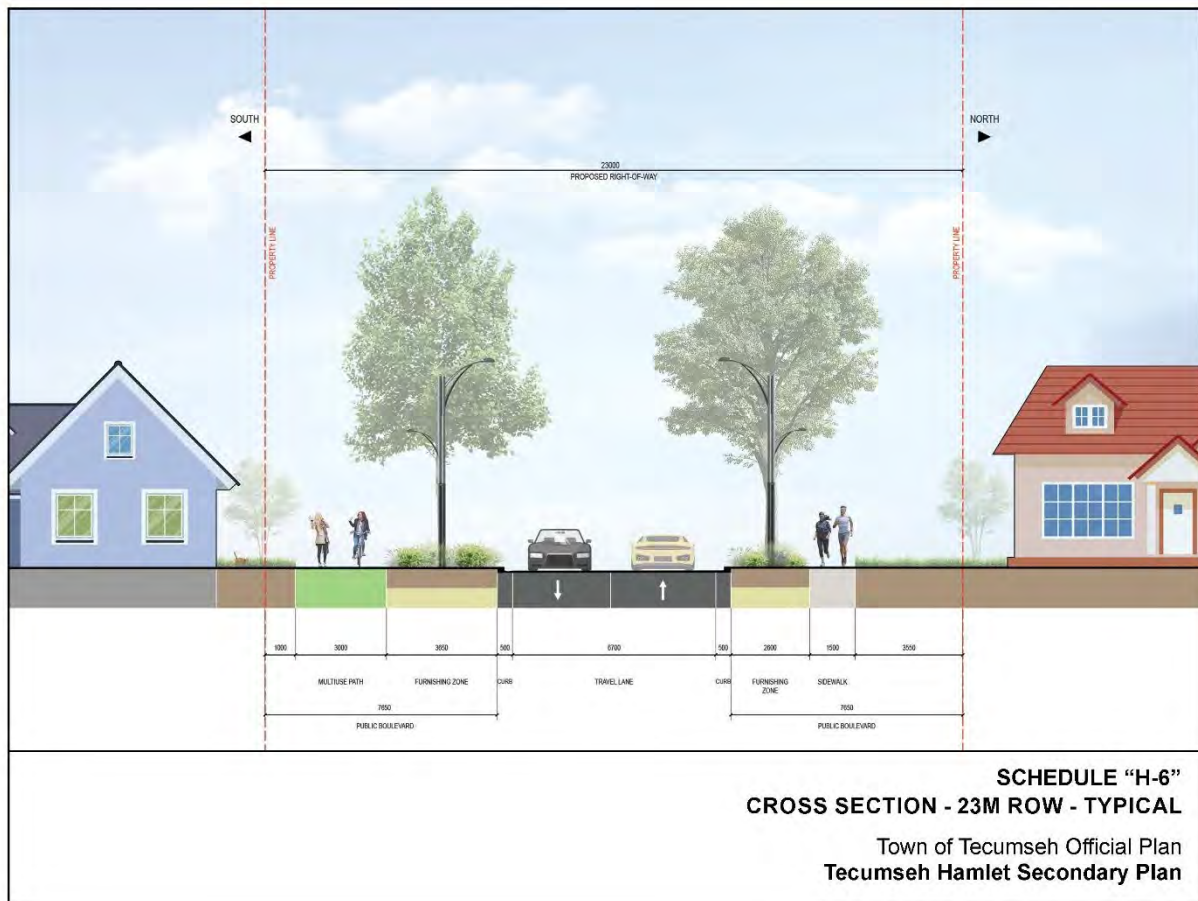 SOUTH
NORTH
23000
PROPOSED RIGHT-OF-WAY
PROPERTY LINE
PROPERTY LINE
1000
3000
3650
500
6700
500
2600
1500
3550
MULTIUSE PATH
FURNISHING ZONE
CURB
TRAVEL LANE
CURB
FURNISHING
ZONE
SIDEWALK
7650
7650
PUBLIC BOULEVARD
PUBLIC BOULEVARD
SCHEDULE “H-6”
CROSS SECTION - 23M ROW - TYPICAL
Town of Tecumseh Official Plan
Tecumseh Hamlet Secondary Plan